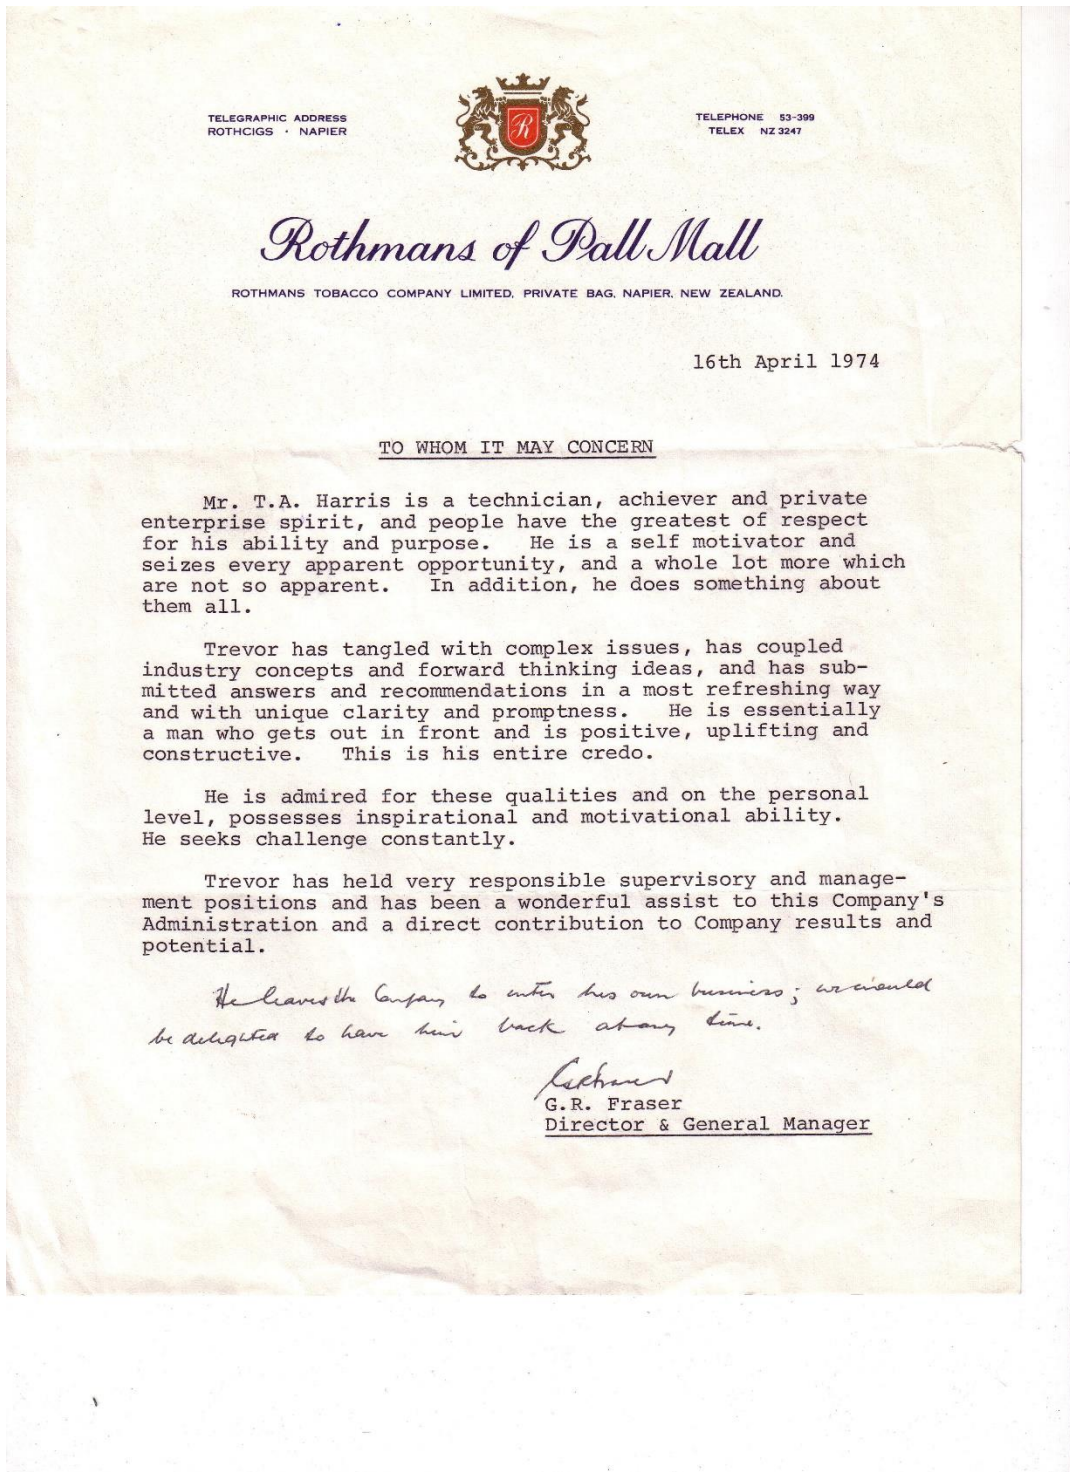 TELEGRAPHIC ADDRESS
ROTHCIGS · NAPIER
R
TELEPHONE 53-399
TELEX NZ 3247
Rothmans of Pall Mall
ROTHMANS TOBACCO COMPANY LIMITED, PRIVATE BAG, NAPIER, NEW ZEALAND.
16th April 1974
TO WHOM IT MAY CONCERN
Mr. T.A. Harris is a technician, achiever and private
enterprise spirit, and people have the greatest of respect
for his ability and purpose. He is a self motivator and
seizes every apparent opportunity, and a whole lot more which
are not so apparent. In addition, he does something about
them all.
Trevor has tangled with complex issues, has coupled
industry concepts and forward thinking ideas, and has sub-
mitted answers and recommendations in a most refreshing way
and with unique clarity and promptness. He is essentially
a man who gets out in front and is positive, uplifting and
constructive. This is his entire credo.
He is admired for these qualities and on the personal
level, possesses inspirational and motivational ability.
He seeks challenge constantly.
Trevor has held very responsible supervisory and manage-
ment positions and has been a wonderful assist to this Company's
Administration and a direct contribution to Company results and
potential.
He leaves the Company to enter his own business; we would
be delighted to have him back at any time.
G.R. Fraser
Director & General Manager